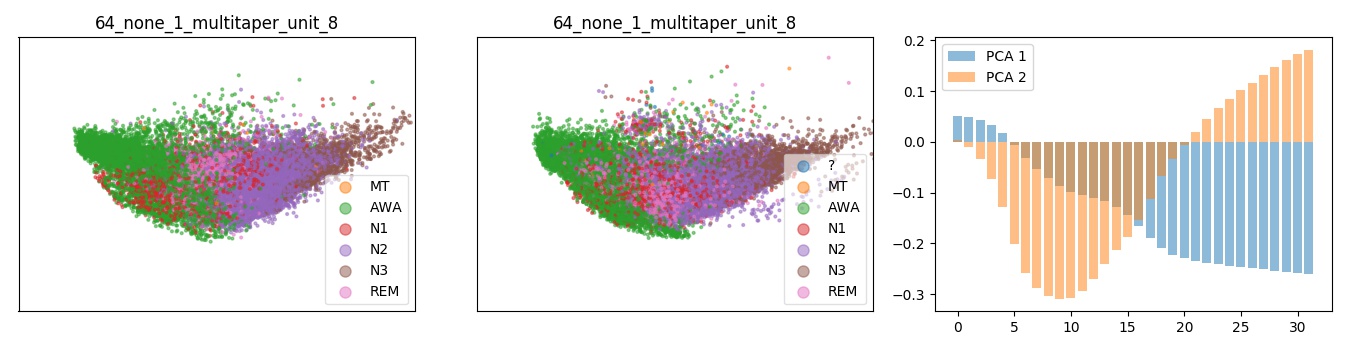 64_none_1_multitaper_unit_8
MT
AWA
N1
N2
N3
REM
64_none_1_multitaper_unit_8
?
MT
AWA
N1
N2
N3
REM
PCA 1
PCA 2
0.2
0.1
0.0
−0.1
−0.2
−0.3
0 5 10 15 20 25 30